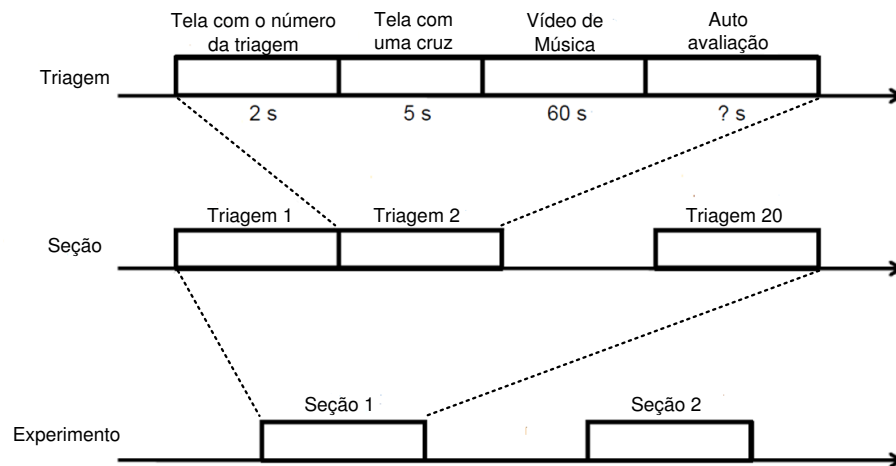 Tela com o número
da triagem
Tela com
uma cruz
Vídeo de
Música
Auto
avaliação
Triagem
2 s
5 s
60 s
? s
Triagem 1
Triagem 2
Triagem 20
Seção
Seção 1
Seção 2
Experimento